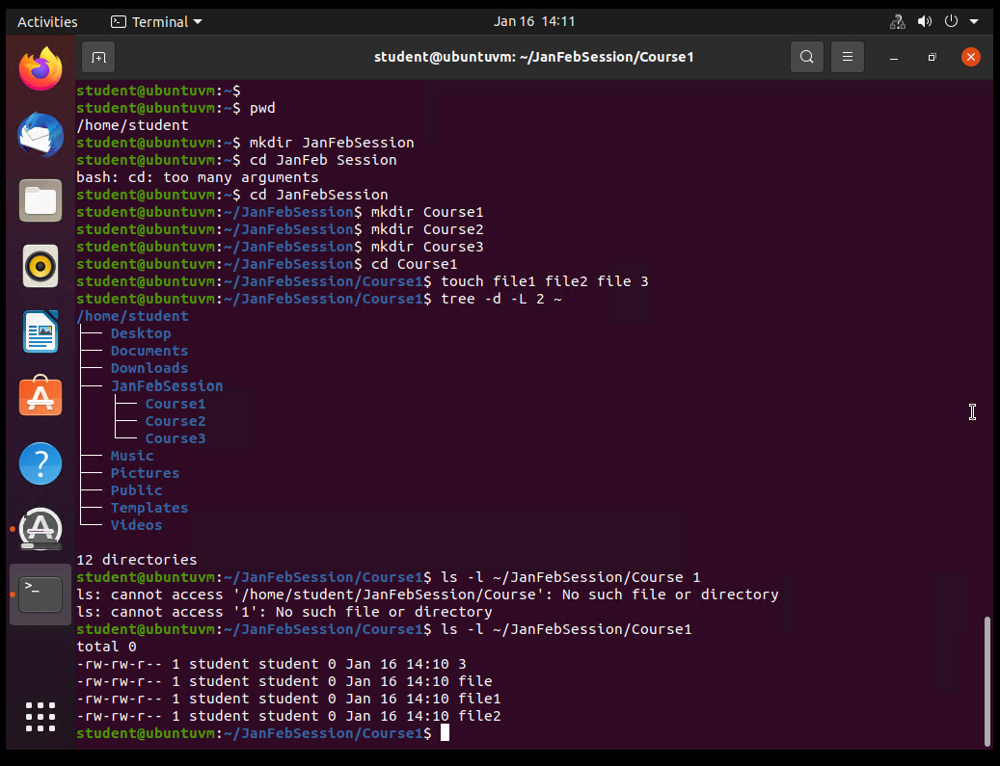 Activities
Terminal
Jan 16 14:11
student@ubuntuvm: ~/JanFebSession/Course1
student@ubuntuvm:~$
student@ubuntuvm:~$ pwd
/home/student
student@ubuntuvm:~$ mkdir JanFebSession
student@ubuntuvm:~$ cd JanFeb Session
bash: cd: too many arguments
student@ubuntuvm:~$ cd JanFebSession
student@ubuntuvm:~/JanFebSession$ mkdir Course1
student@ubuntuvm:~/JanFebSession$ mkdir Course2
student@ubuntuvm:~/JanFebSession$ mkdir Course3
student@ubuntuvm:~/JanFebSession$ cd Course1
student@ubuntuvm:~/JanFebSession/Course1$ touch file1 file2 file 3
student@ubuntuvm:~/JanFebSession/Course1$ tree -d -L 2 ~
/home/student
├── Desktop
├── Documents
├── Downloads
├── JanFebSession
│   ├── Course1
│   ├── Course2
│   └── Course3
├── Music
├── Pictures
├── Public
├── Templates
└── Videos
12 directories
student@ubuntuvm:~/JanFebSession/Course1$ ls -l ~/JanFebSession/Course 1
ls: cannot access '/home/student/JanFebSession/Course': No such file or directory
ls: cannot access '1': No such file or directory
student@ubuntuvm:~/JanFebSession/Course1$ ls -l ~/JanFebSession/Course1
total 0
-rw-rw-r-- 1 student student 0 Jan 16 14:10 3
-rw-rw-r-- 1 student student 0 Jan 16 14:10 file
-rw-rw-r-- 1 student student 0 Jan 16 14:10 file1
-rw-rw-r-- 1 student student 0 Jan 16 14:10 file2
student@ubuntuvm:~/JanFebSession/Course1$